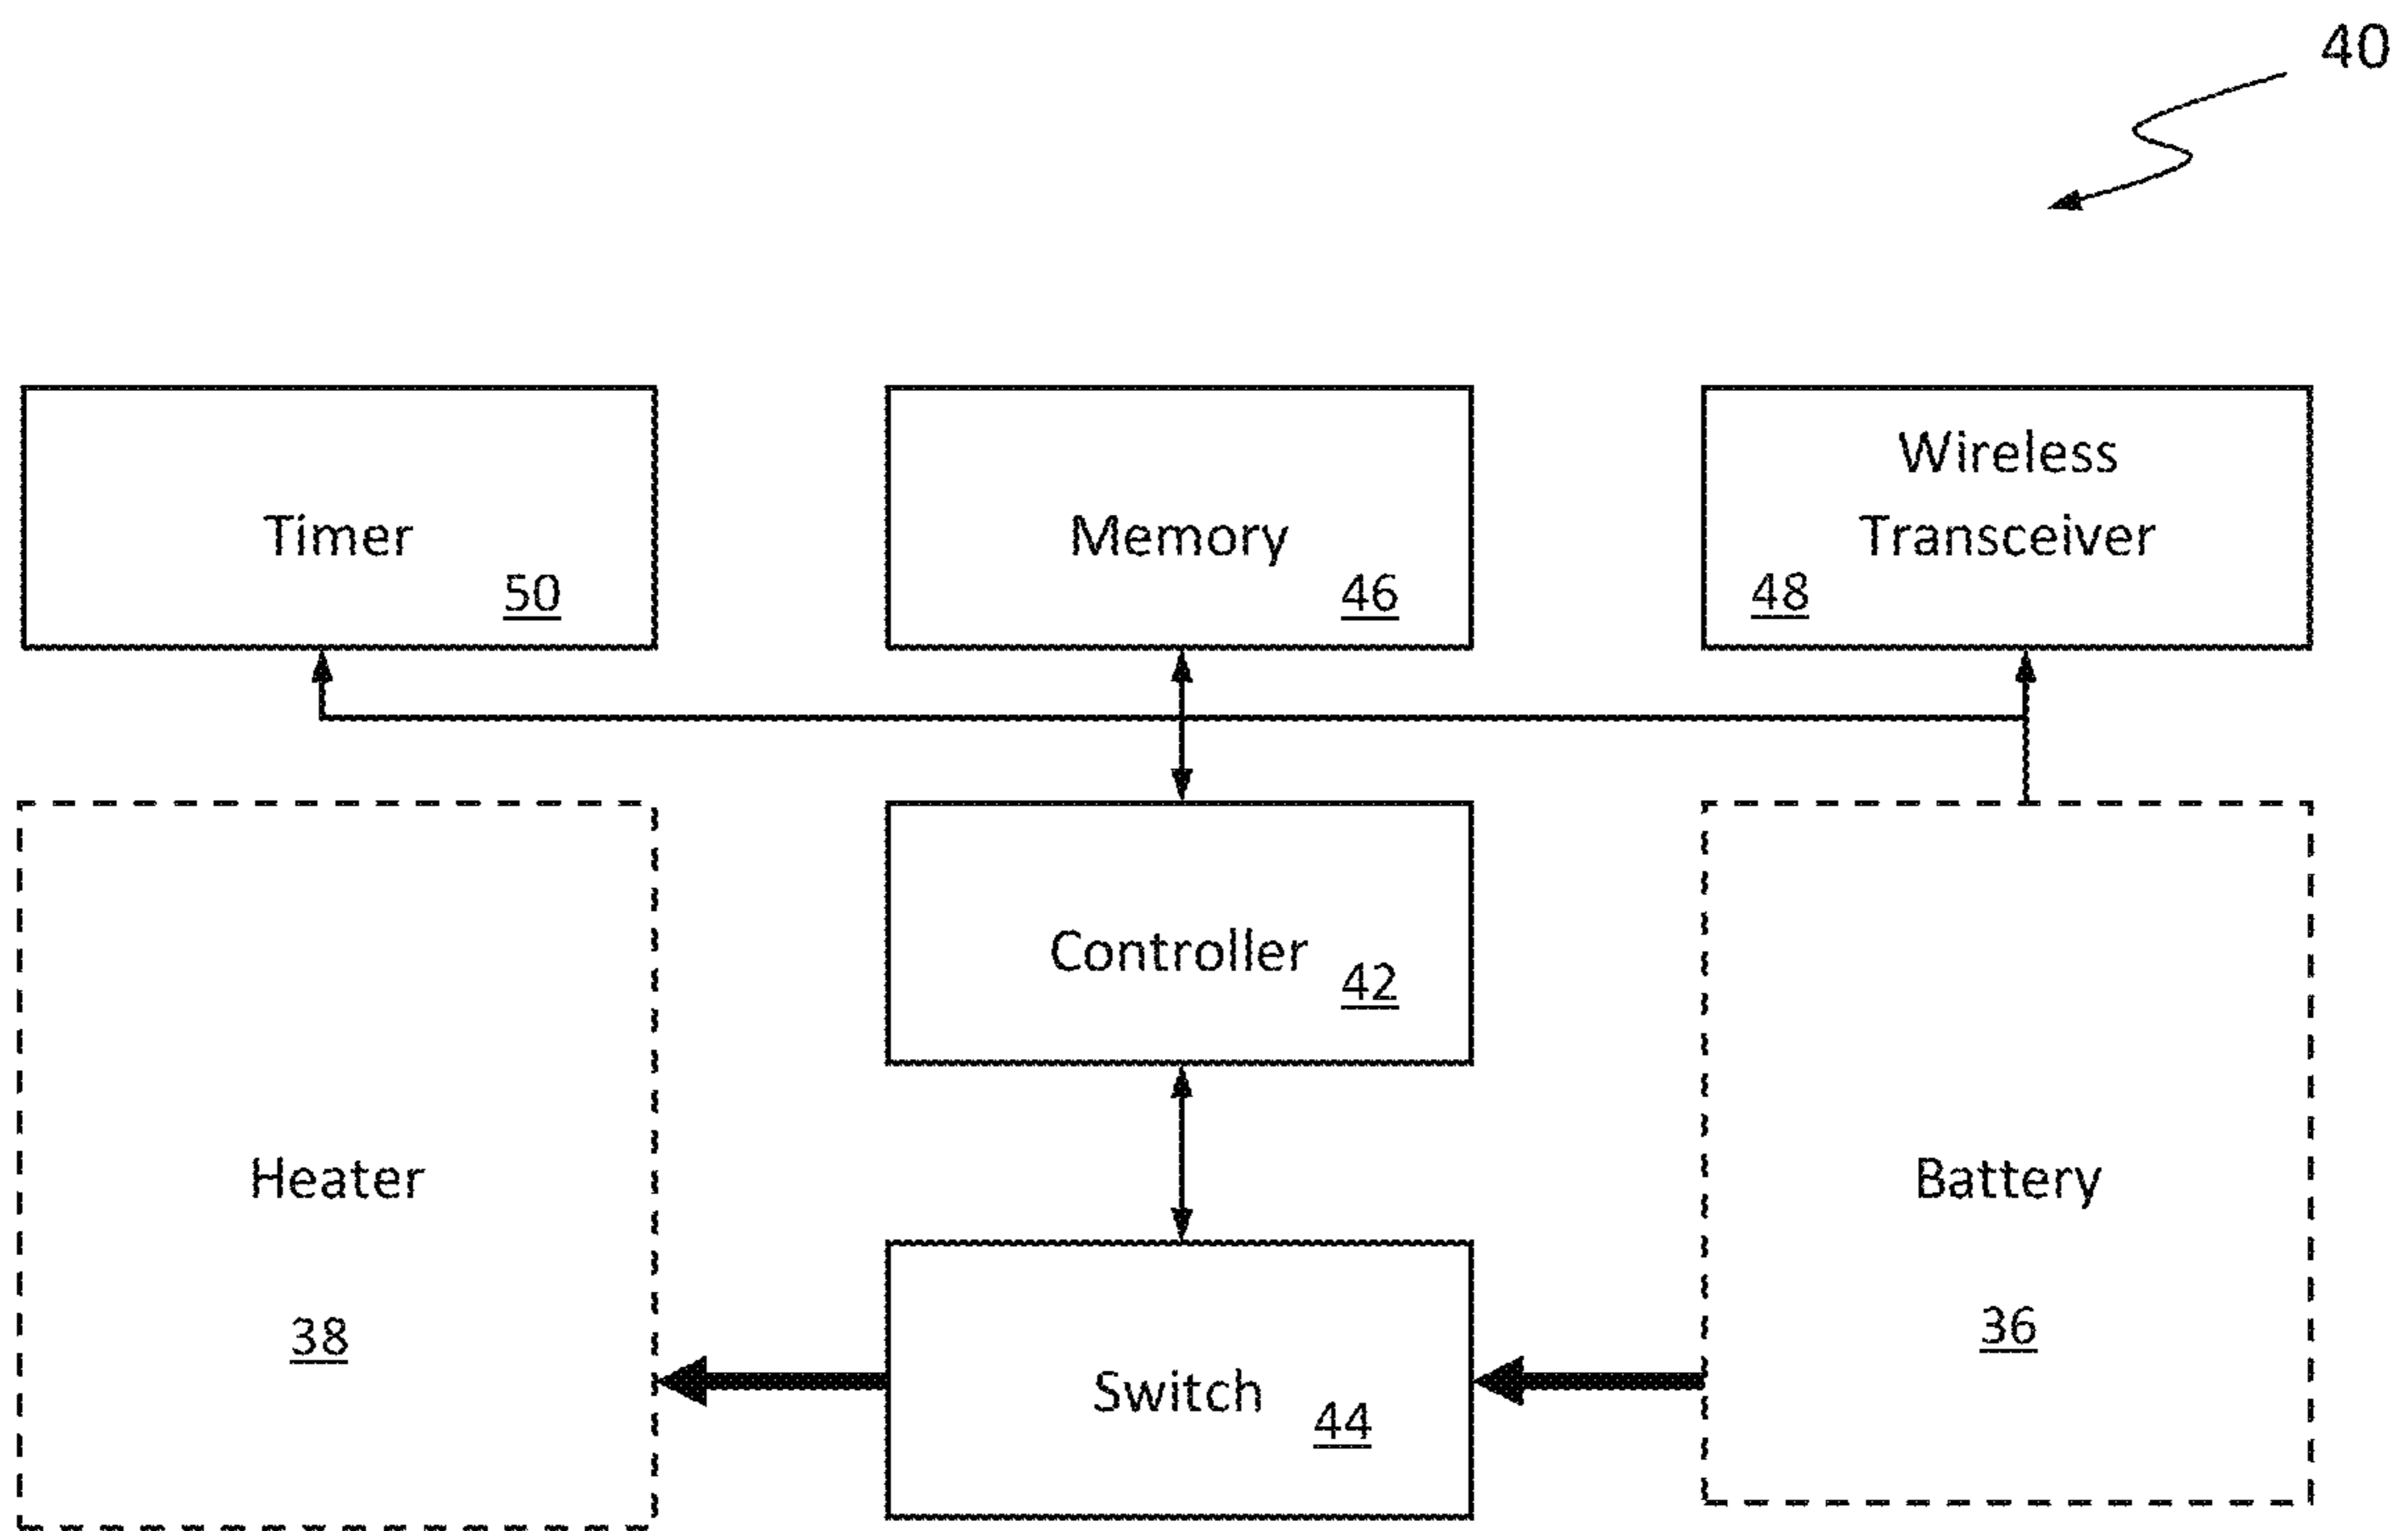 40
Timer
50
Memory
46
Wireless
Transceiver
48
Controller
42
Heater
38
Battery
36
Switch
44